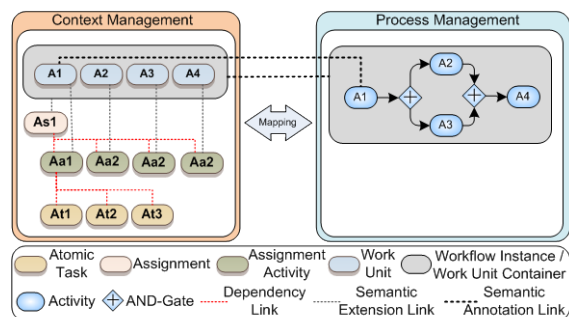 Context Management
Process Management
A1 A2 A3 A4
As1
Aa1 Aa2 Aa2 Aa2
At1 At2 At3
Mapping
A1
A2
A3
A4
Atomic
Task
Assignment
Assignment
Activity
Work
Unit
Workflow Instance /
Work Unit Container
Activity
AND-Gate
Dependency
Link
Semantic
Extension Link
Semantic
Annotation Link